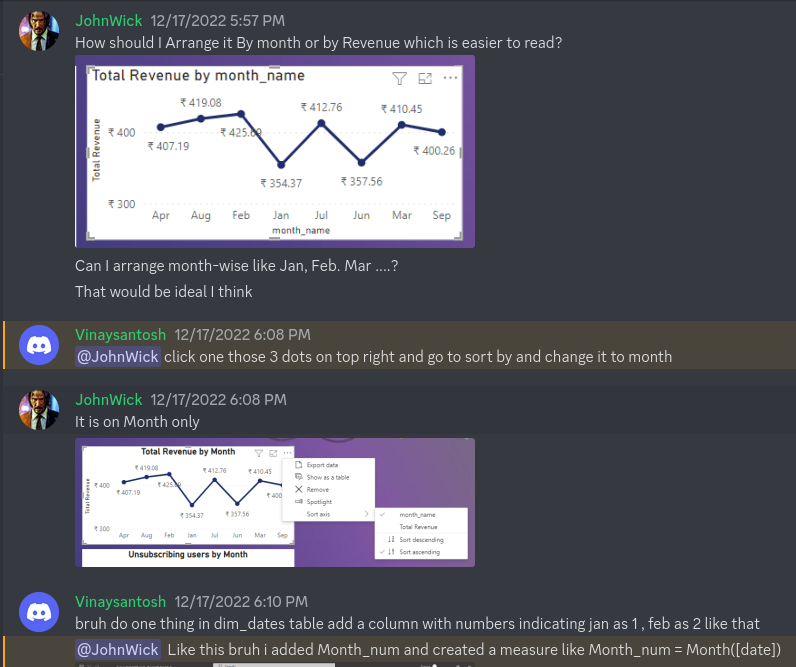 JohnWick 12/17/2022 5:57 PM
How should I Arrange it By month or by Revenue which is easier to read?
Total Revenue by month_name
₹ 419.08
₹ 412.76
₹ 410.45
₹ 400
₹ 425.69
₹ 407.19
₹ 400.26
₹ 354.37
₹ 357.56
Total Revenue
₹ 300
Apr Aug Feb Jan Jul Jun Mar Sep
month_name
Can I arrange month-wise like Jan, Feb. Mar ....?
That would be ideal I think
Vinaysantosh 12/17/2022 6:08 PM
@JohnWick click one those 3 dots on top right and go to sort by and change it to month
JohnWick 12/17/2022 6:08 PM
It is on Month only
Total Revenue by Month
₹ 419.08
₹ 412.76
₹ 410.45
₹ 400
₹ 425.69
₹ 407.19
₹ 400
₹ 354.37
₹ 357.56
Total Revenue
₹ 300
Apr Aug Feb Jan Jul Jun Mar Sep
Unsubscribing users by Month
Export data
Show as a table
Remove
Spotlight
Sort axis
month_name
Total Revenue
Sort descending
Sort ascending
Vinaysantosh 12/17/2022 6:10 PM
bruh do one thing in dim_dates table add a column with numbers indicating jan as 1 , feb as 2 like that
@JohnWick Like this bruh i added Month_num and created a measure like Month_num = Month([date])